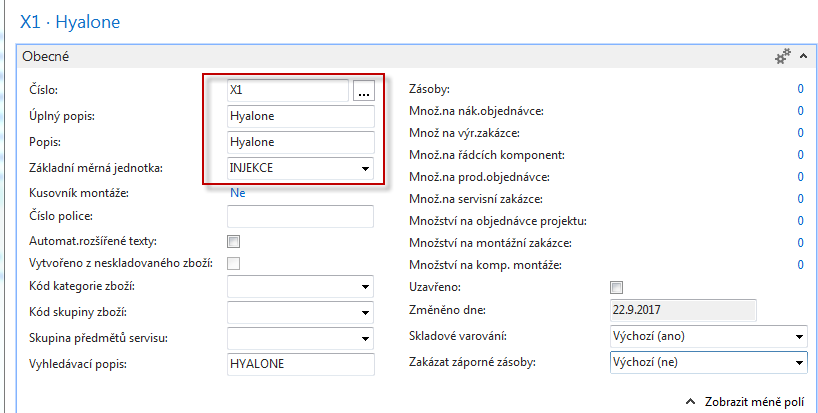 X1 · Hyalone
Obecné
Číslo: X1 ...
Úplný popis: Hyalone
Popis: Hyalone
Základní měrná jednotka: INJEKCE
Kusovník montáže: Ne
Číslo police:
Automat.rozšířené texty:
Vytvořeno z neskladovaného zboží:
Kód kategorie zboží:
Kód skupiny zboží:
Skupina předmětů servisu:
Vyhledávací popis: HYALONE
Zásoby: 0
Množ.na nák.objednávce: 0
Množ na výr.zakázce: 0
Množ.na řádcích komponent: 0
Množ.na prod.objednávce: 0
Množ.na servisní zakázce: 0
Množství na objednávce projektu: 0
Množství na montážní zakázce: 0
Množství na komp. montáže: 0
Uzavřeno:
Změněno dne: 22.9.2017
Skladové varování: Výchozí (ano)
Zakázat záporné zásoby: Výchozí (ne)
Zobrazit méně polí